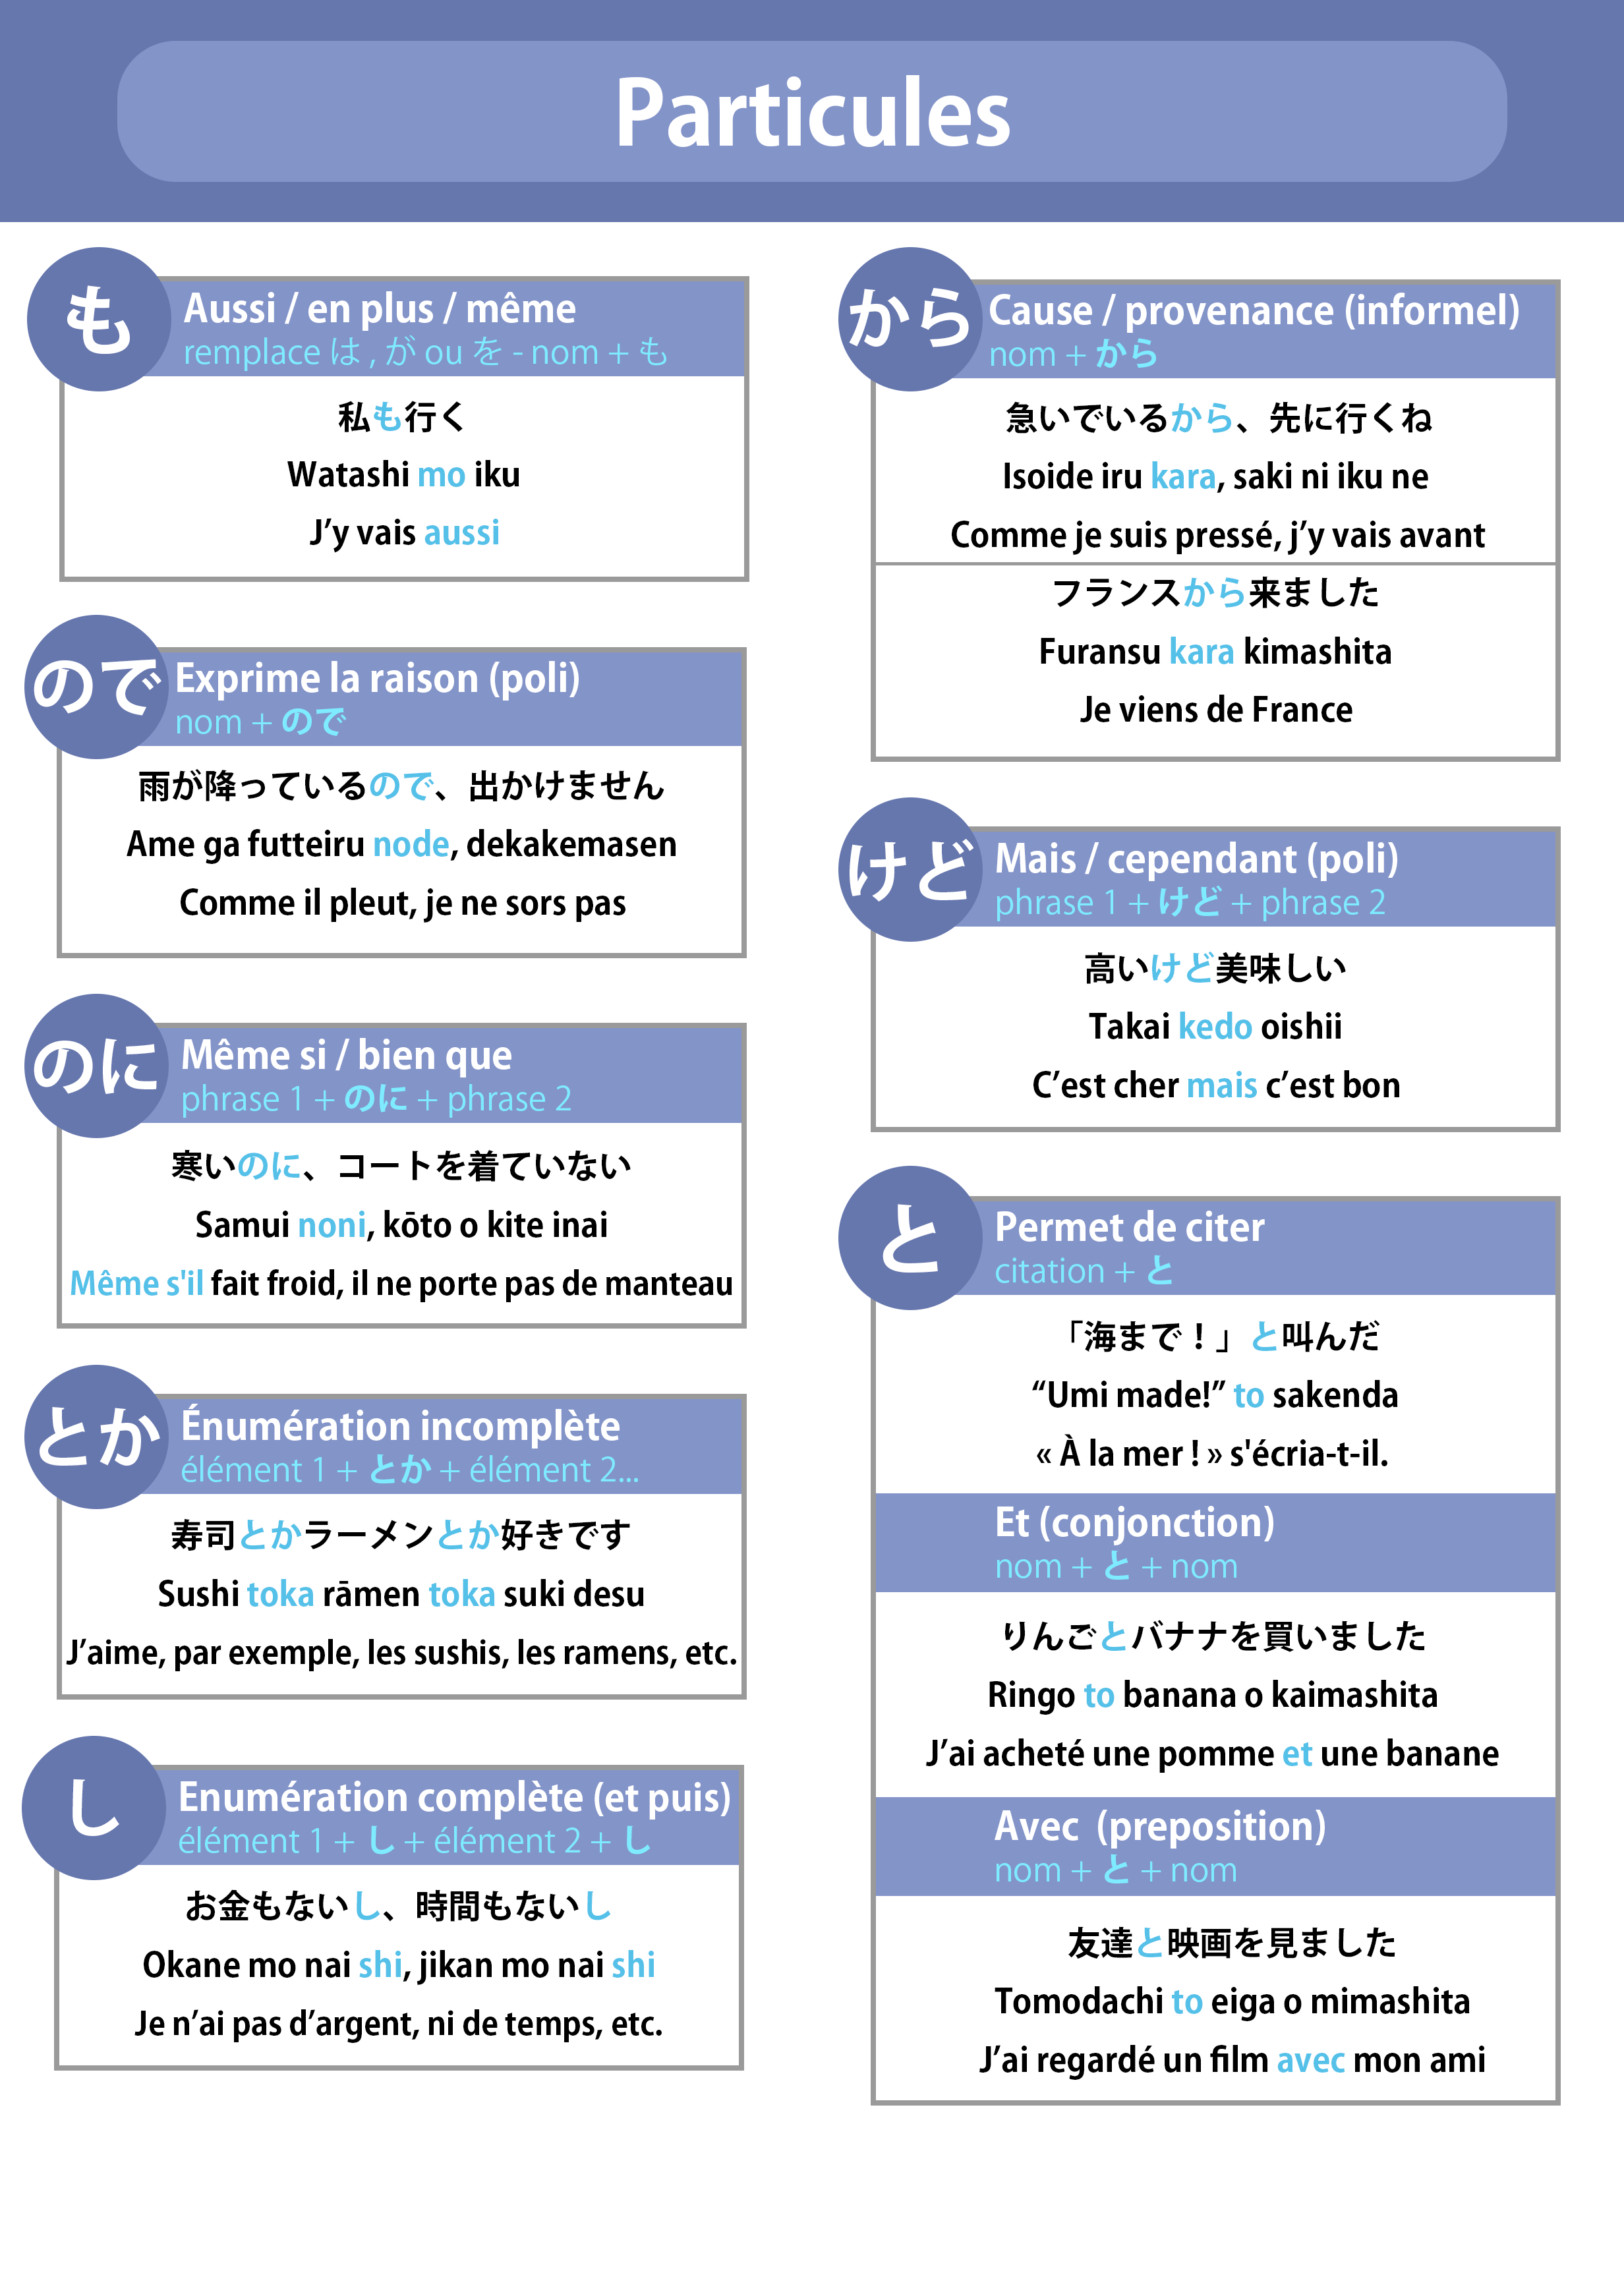 Particules
も
Aussi / en plus / même
remplace は , が ou を - nom + も
私も行く
Watashi mo iku
J’y vais aussi
ので
Exprime la raison (poli)
nom + ので
雨が降っているので、出かけません
Ame ga futteiru node, dekakemasen
Comme il pleut, je ne sors pas
のに
Même si / bien que
phrase 1 + のに + phrase 2
寒いのに、コートを着ていない
Samui noni, kōto o kite inai
Même s'il fait froid, il ne porte pas de manteau
とか
Énumération incomplète
élément 1 + とか + élément 2...
寿司とかラーメンとか好きです
Sushi toka rāmen toka suki desu
J’aime, par exemple, les sushis, les ramens, etc.
し
Enumération complète (et puis)
élément 1 + し + élément 2 + し
お金もないし、時間もないし
Okane mo nai shi, jikan mo nai shi
Je n’ai pas d’argent, ni de temps, etc.
から
Cause / provenance (informel)
nom + から
急いでいるから、先に行くね
Isoide iru kara, saki ni iku ne
Comme je suis pressé, j’y vais avant
フランスから来ました
Furansu kara kimashita
Je viens de France
けど
Mais / cependant (poli)
phrase 1 + けど + phrase 2
高いけど美味しい
Takai kedo oishii
C’est cher mais c’est bon
と
Permet de citer
citation + と
「海まで！」と叫んだ
“Umi made!” to sakenda
« À la mer ! » s'écria-t-il.
Et (conjonction)
nom + と + nom
りんごとバナナを買いました
Ringo to banana o kaimashita
J’ai acheté une pomme et une banane
Avec (preposition)
nom + と + nom
友達と映画を見ました
Tomodachi to eiga o mimashita
J’ai regardé un film avec mon ami